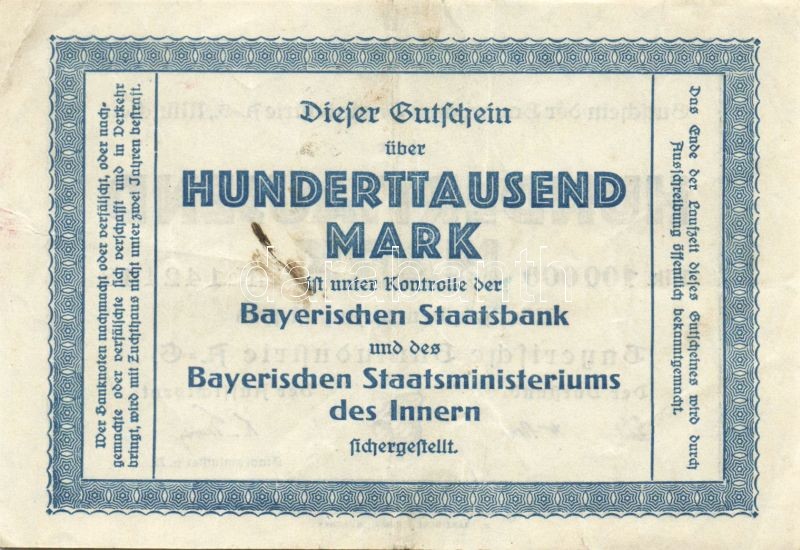 Wer Banknoten nachmacht oder verfälscht, oder nach-
gemachte oder verfälschte sich verschafft und in Verkehr
bringt, wird mit Zuchthaus nicht unter zwei Jahren bestraft.
Dieser Gutschein
über
HUNDERTTAUSEND
MARK
ist unter Kontrolle der
Bayerischen Staatsbank
und des
Bayerischen Staatsministeriums
des Innern
sichergestellt.
Das Ende der Laufzeit dieses Gutscheines wird durch
Ausschreibung öffentlich bekanntgemacht.